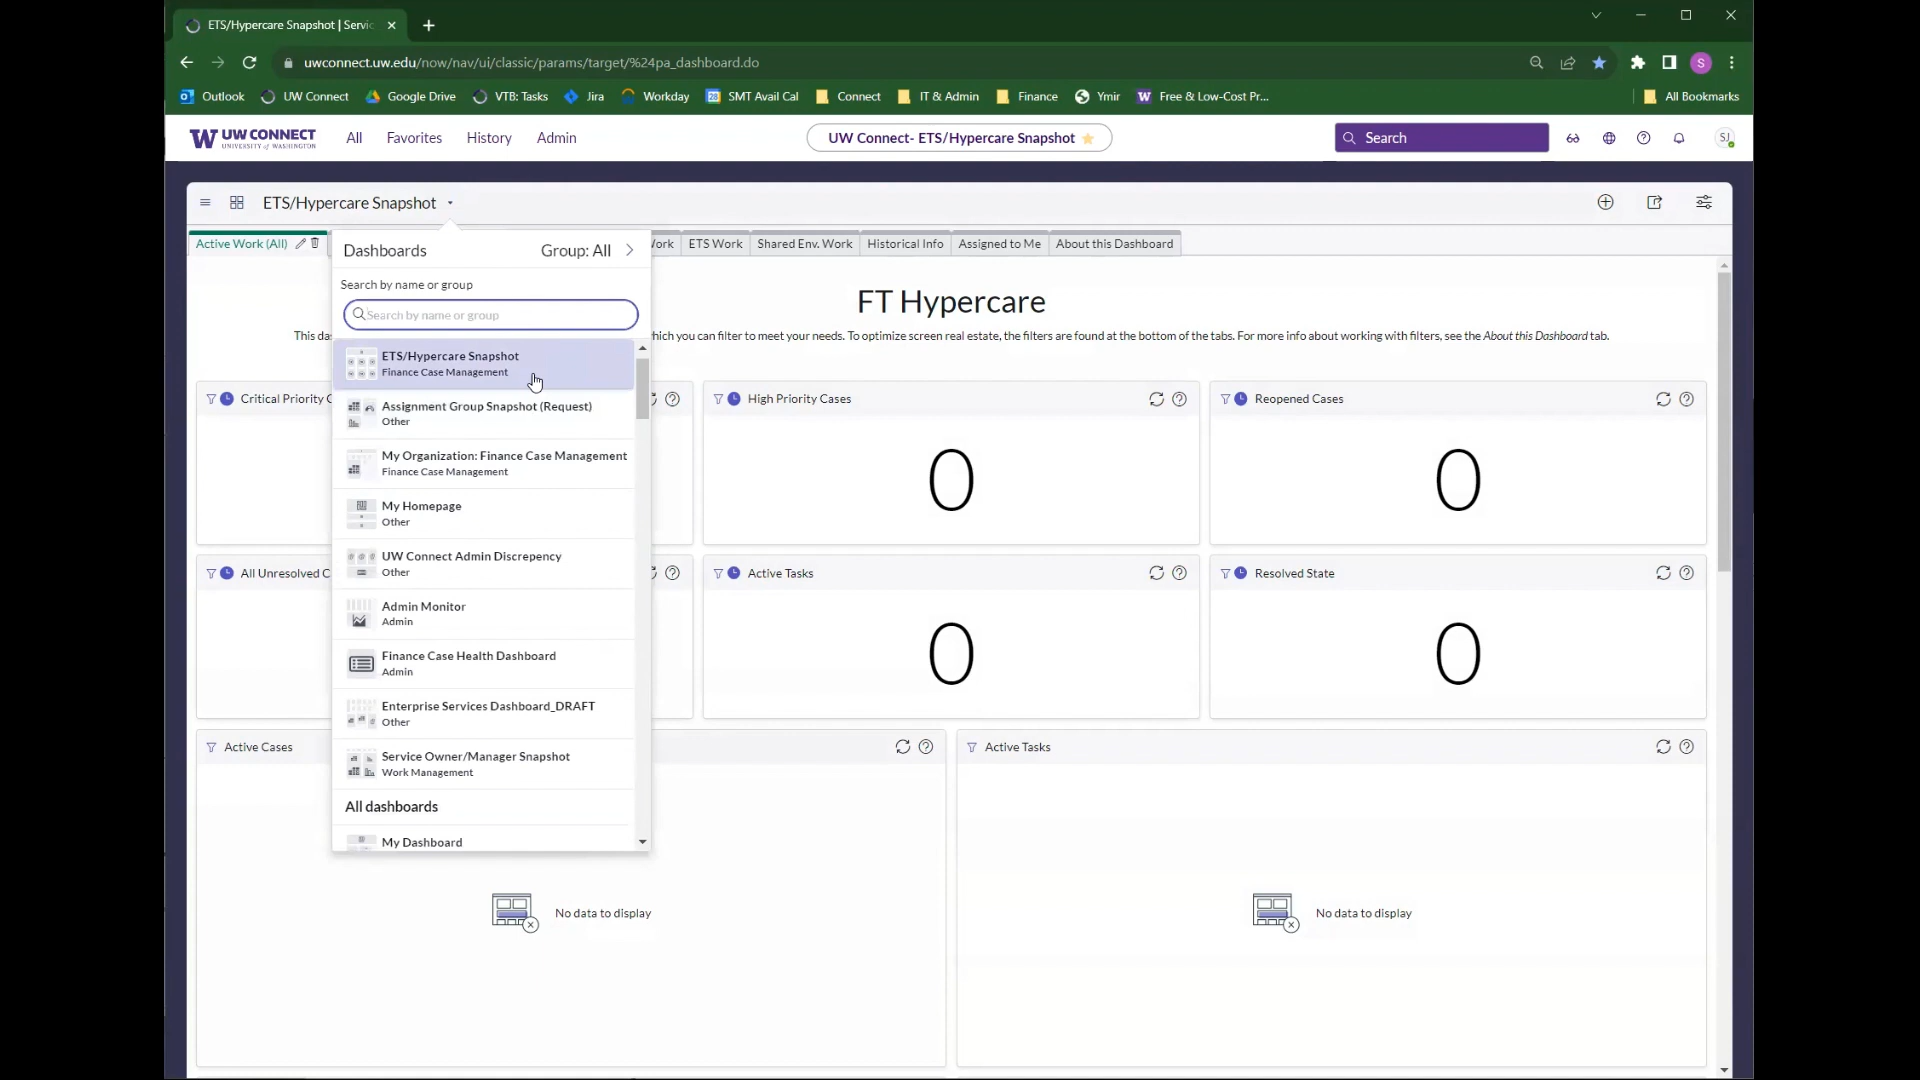 ETS/Hypercare Snapshot | Servic
uwconnect.uw.edu/now/nav/ui/classic/params/target/%24pa_dashboard.do
S
Outlook UW Connect Google Drive VTB: Tasks Jira Workday 28 SMT Avail Cal Connect IT & Admin Finance Ymir W Free & Low-Cost Pr... All Bookmarks
W UW CONNECT
UNIVERSITY of WASHINGTON
All Favorites History Admin UW Connect- ETS/Hypercare Snapshot Search SJ
ETS/Hypercare Snapshot
Active Work (All) Work ETS Work Shared Env. Work Historical Info Assigned to Me About this Dashboard
Dashboards Group: All
Search by name or group
Search by name or group
ETS/Hypercare Snapshot
Finance Case Management
Assignment Group Snapshot (Request)
Other
My Organization: Finance Case Management
Finance Case Management
My Homepage
Other
UW Connect Admin Discrepency
Other
Admin Monitor
Admin
Finance Case Health Dashboard
Admin
Enterprise Services Dashboard_DRAFT
Other
Service Owner/Manager Snapshot
Work Management
All dashboards
My Dashboard
FT Hypercare
This da which you can filter to meet your needs. To optimize screen real estate, the filters are found at the bottom of the tabs. For more info about working with filters, see the About this Dashboard tab.
Critical Priority C High Priority Cases Reopened Cases
0 0
All Unresolved C Active Tasks Resolved State
0 0
Active Cases Active Tasks
No data to display No data to display